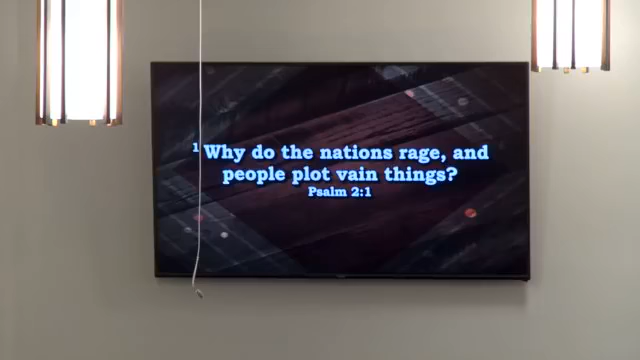 1 Why do the nations rage, and
people plot vain things?
Psalm 2:1